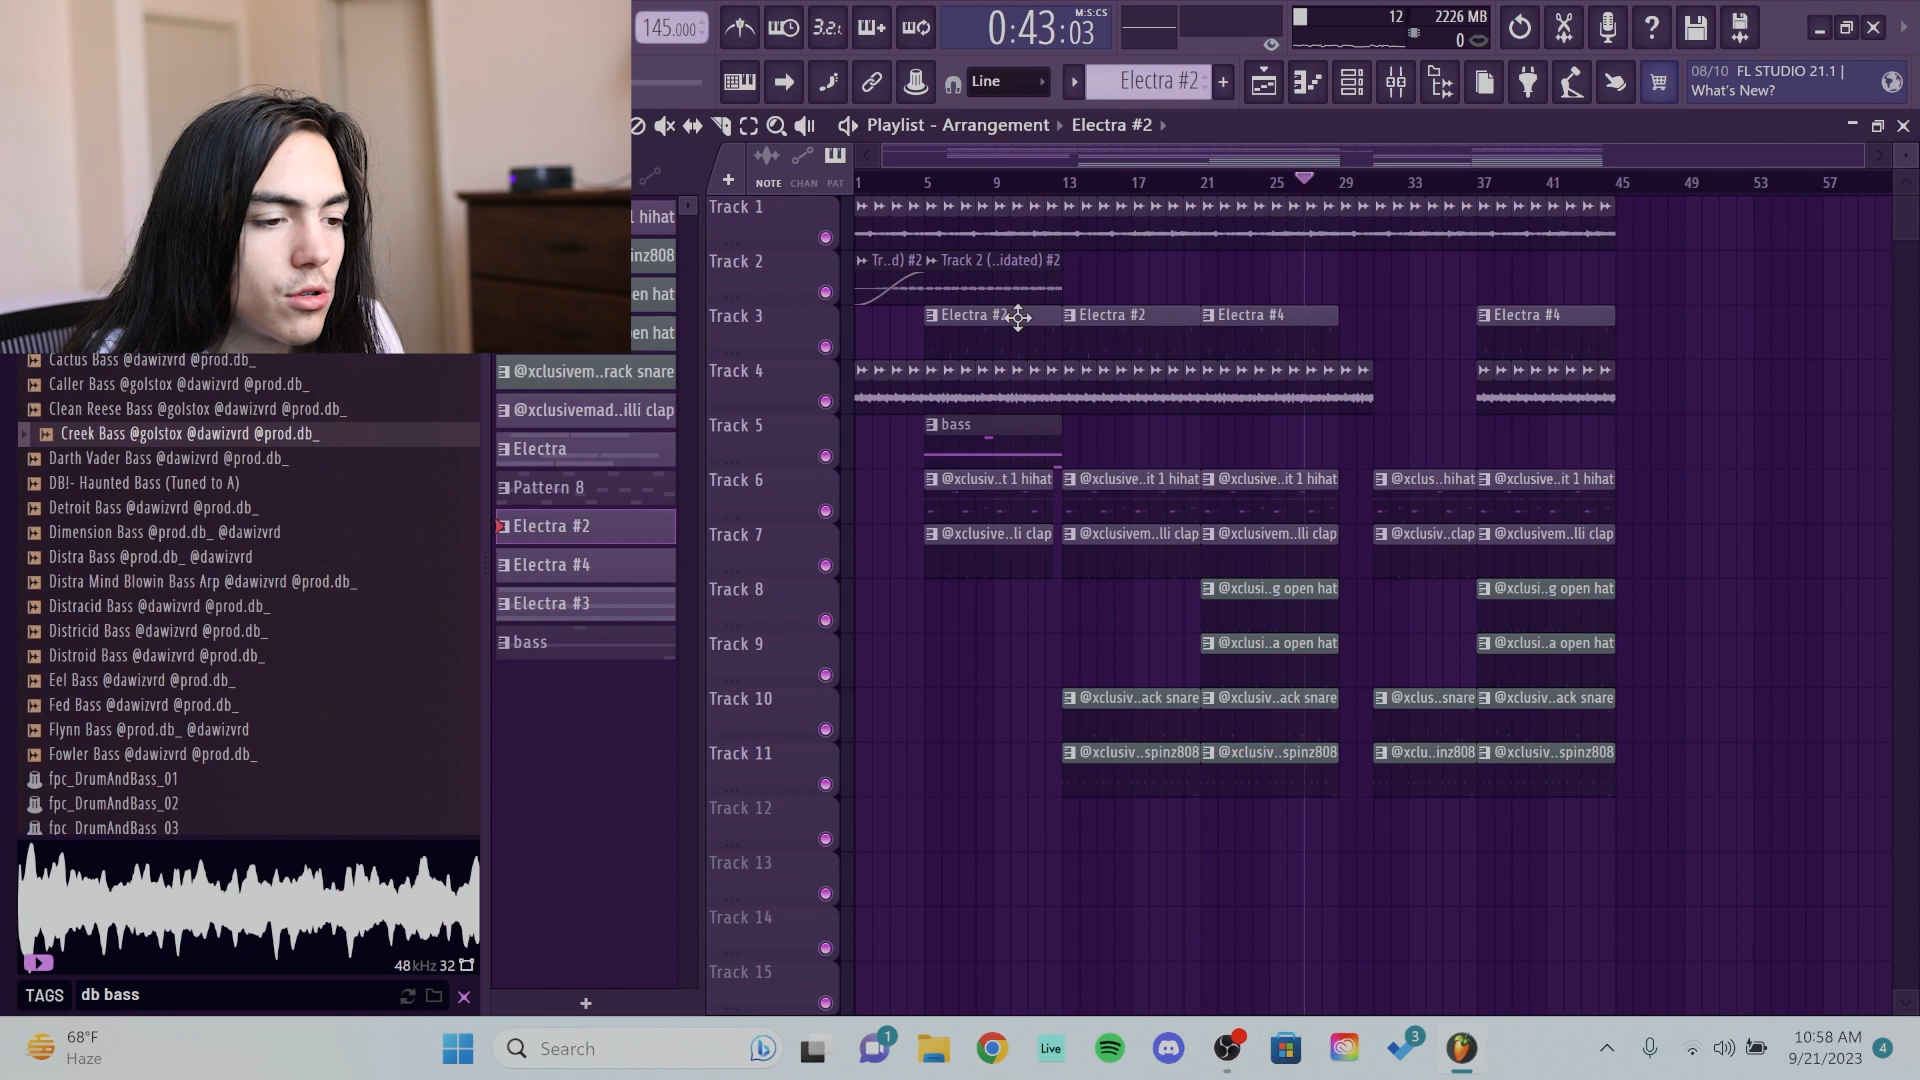 145.000
3.2.
0:43:03
M:S:CS
12
2226 MB
0
Line
Electra #2
08/10 FL STUDIO 21.1 |
What's New?
Playlist - Arrangement
Electra #2
NOTE CHAN PAT
1 5 9 13 17 21 25 29 33 37 41 45 49 53 57
Track 1
Track 2
Tr..d) #2
Track 2 (..idated) #2
Track 3
Electra #2
Electra #2
Electra #4
Electra #4
Track 4
Track 5
bass
Track 6
@xclusiv..t 1 hihat
@xclusive..it 1 hihat
@xclusive..it 1 hihat
@xclus..hihat
@xclusive..it 1 hihat
Track 7
@xclusive..li clap
@xclusivem..lli clap
@xclusivem..lli clap
@xclusiv..clap
@xclusivem..lli clap
Track 8
@xclusi..g open hat
@xclusi..g open hat
Track 9
@xclusi..a open hat
@xclusi..a open hat
Track 10
@xclusiv..ack snare
@xclusiv..ack snare
@xclus..snare
@xclusiv..ack snare
Track 11
@xclusiv..spinz808
@xclusiv..spinz808
@xclu..inz808
@xclusiv..spinz808
Track 12
Track 13
Track 14
Track 15
1 hihat
inz808
en hat
en hat
@xclusivem..rack snare
@xclusivemad..illi clap
Electra
Pattern 8
Electra #2
Electra #4
Electra #3
bass
Cactus Bass @dawizvrd @prod.db_
Caller Bass @golstox @dawizvrd @prod.db_
Clean Reese Bass @golstox @dawizvrd @prod.db_
Creek Bass @golstox @dawizvrd @prod.db_
Darth Vader Bass @dawizvrd @prod.db_
DB!- Haunted Bass (Tuned to A)
Detroit Bass @dawizvrd @prod.db_
Dimension Bass @prod.db_ @dawizvrd
Distra Bass @prod.db_ @dawizvrd
Distra Mind Blowin Bass Arp @dawizvrd @prod.db_
Distracid Bass @dawizvrd @prod.db_
Districid Bass @dawizvrd @prod.db_
Distroid Bass @dawizvrd @prod.db_
Eel Bass @dawizvrd @prod.db_
Fed Bass @dawizvrd @prod.db_
Flynn Bass @prod.db_ @dawizvrd
Fowler Bass @dawizvrd @prod.db_
fpc_DrumAndBass_01
fpc_DrumAndBass_02
fpc_DrumAndBass_03
48kHz 32
TAGS db bass
68°F
Haze
Search
1
Live
3
10:58 AM
9/21/2023
4